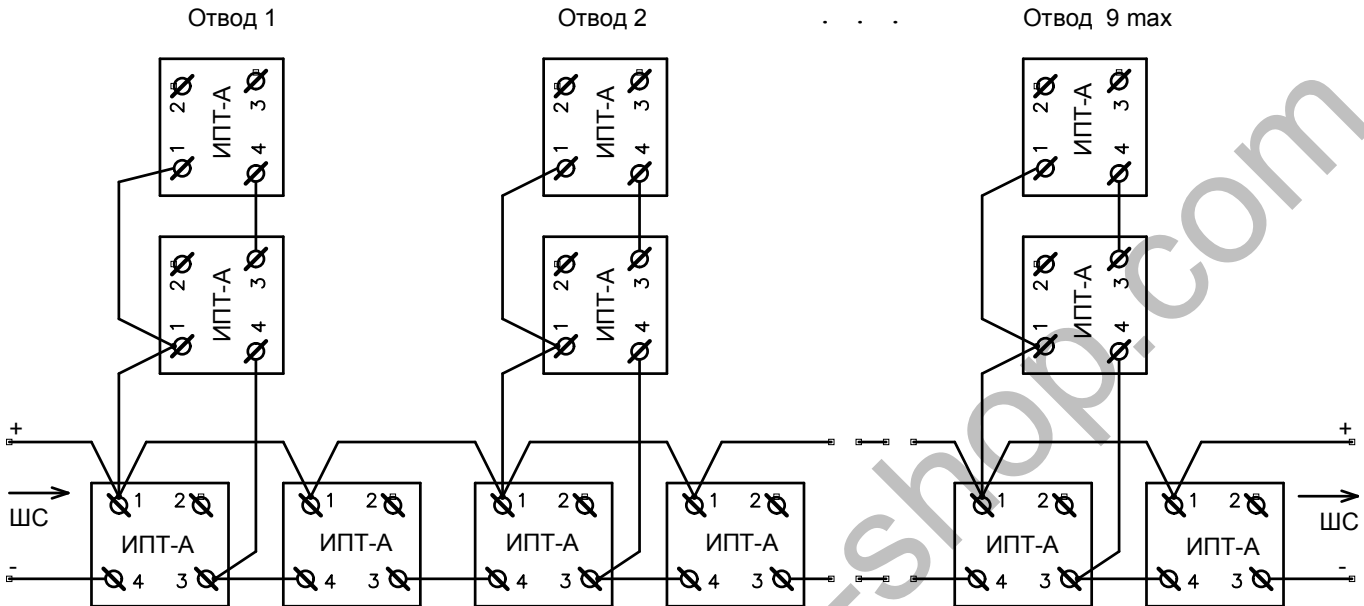 Отвод 1 Отвод 2 . . . Отвод 9 max
2 3 2 3 2 3
ИПТ-А ИПТ-А ИПТ-А
1 4 1 4 1 4
2 3 2 3 2 3
ИПТ-А ИПТ-А ИПТ-А
1 4 1 4 1 4
+ +
1 2 1 2 1 2 1 2 1 2 1 2
ШС ШС
ИПТ-А ИПТ-А ИПТ-А ИПТ-А ИПТ-А ИПТ-А
- 4 3 4 3 4 3 4 3 4 3 4 3 -
-shop.com